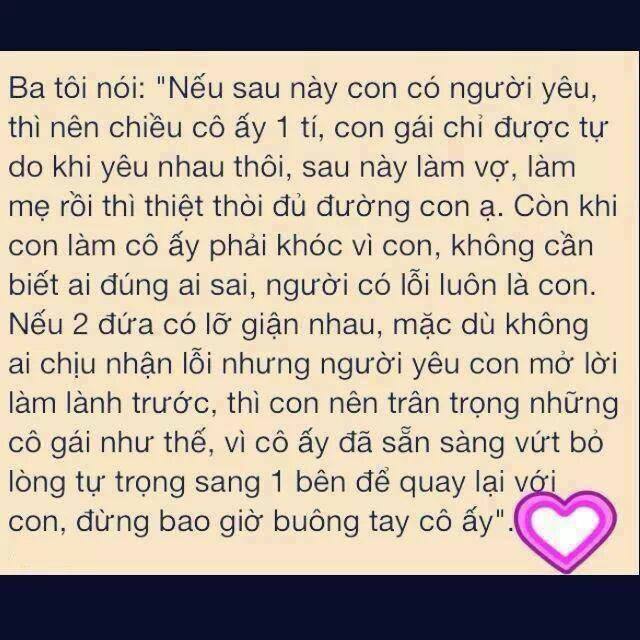 Ba tôi nói: "Nếu sau này con có người yêu,
thì nên chiều cô ấy 1 tí, con gái chỉ được tự
do khi yêu nhau thôi, sau này làm vợ, làm
mẹ rồi thì thiệt thòi đủ đường con ạ. Còn khi
con làm cô ấy phải khóc vì con, không cần
biết ai đúng ai sai, người có lỗi luôn là con.
Nếu 2 đứa có lỡ giận nhau, mặc dù không
ai chịu nhận lỗi nhưng người yêu con mở lời
làm lành trước, thì con nên trân trọng những
cô gái như thế, vì cô ấy đã sẵn sàng vứt bỏ
lòng tự trọng sang 1 bên để quay lại với
con, đừng bao giờ buông tay cô ấy".